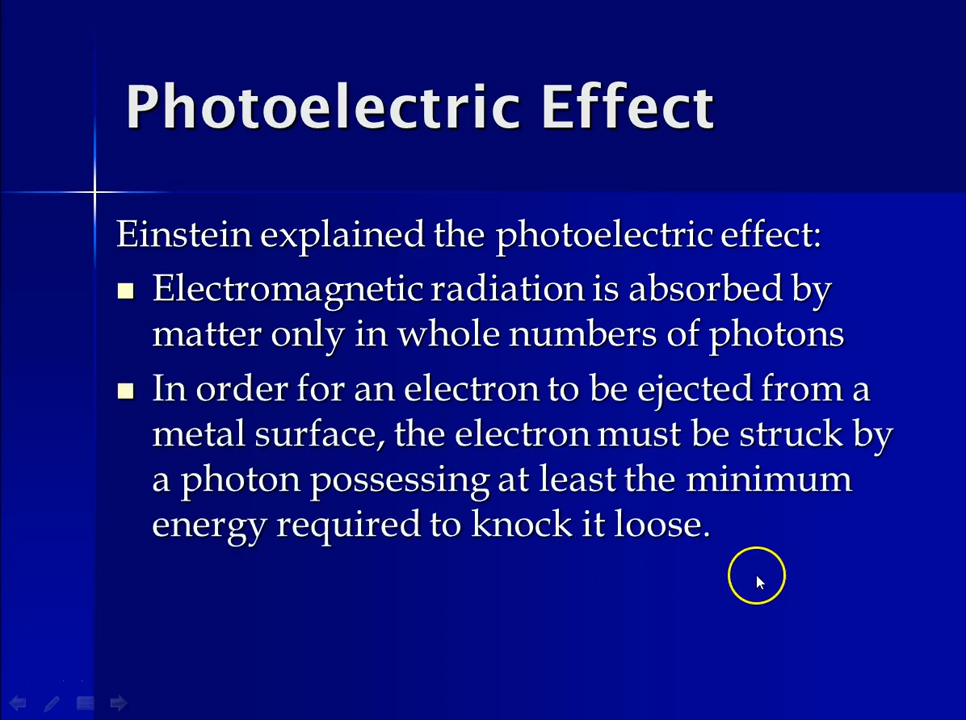 Photoelectric Effect
Einstein explained the photoelectric effect:
Electromagnetic radiation is absorbed by
matter only in whole numbers of photons
In order for an electron to be ejected from a
metal surface, the electron must be struck by
a photon possessing at least the minimum
energy required to knock it loose.